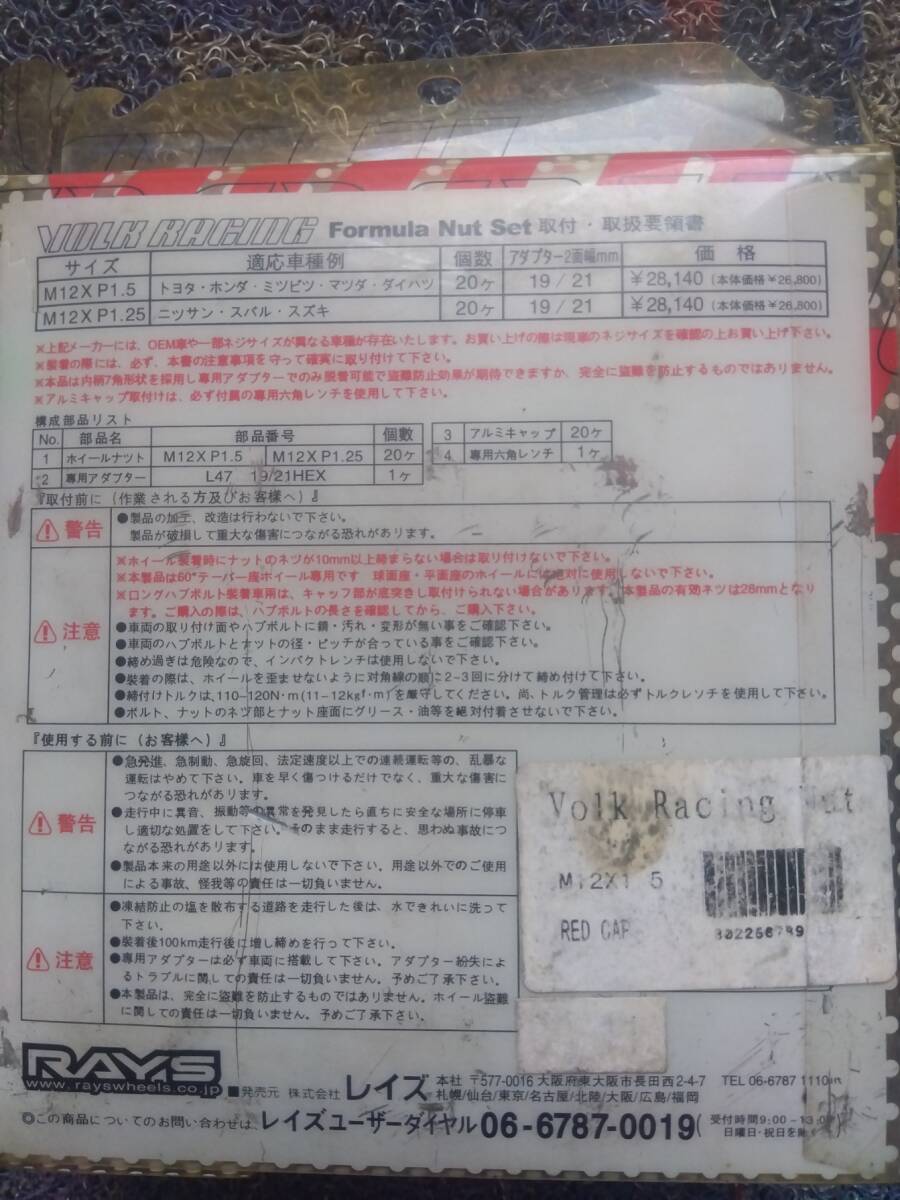 VOLK RACING Formula Nut Set 取付・取扱要領書
サイズ 適応車種例 個数 アダプター2面幅mm 価格
M12X P1.5 トヨタ・ホンダ・ミツビシ・マツダ・ダイハツ 20ヶ 19/21 ￥28,140（本体価格￥26,800）
M12X P1.25 ニッサン・スバル・スズキ 20ヶ 19/21 ￥28,140（本体価格￥26,800）
※上記メーカーには、OEM車や一部ネジサイズが異なる車種が存在いたします。お買い上げの際は現車のネジサイズを確認の上お買い上げ下さい。
※装着の際には、必ず、本書の注意事項を守って確実に取り付けて下さい。
※本品は内柄7角形状を採用し専用アダプターでのみ脱着可能で盗難防止効果が期待できますが、完全に盗難を防止するものではありません。
※アルミキャップ取付けは、必ず付属の専用六角レンチを使用して下さい。
構成部品リスト
No. 部品名 部品番号 個数
1 ホイールナット M12X P1.5 M12X P1.25 20ヶ
2 専用アダプター L47 19/21HEX 1ヶ
3 アルミキャップ 20ヶ
4 専用六角レンチ 1ヶ
『取付前に（作業される方及びお客様へ）』
警告
●製品の加工、改造は行わないで下さい。
製品が破損して重大な傷害につながる恐れがあります。
注意
※ホイール装着時にナットのネジが10mm以上締まらない場合は取り付けないで下さい。
※本製品は60°テーパー座ホイール専用です 球面座・平面座のホイールには絶対に使用しないで下さい。
※ロングハブボルト装着車用は、キャップ部が底突きし取付けられない場合があります。本製品の有効ネジは28mmとなり
ます。ご購入の際は、ハブボルトの長さを確認してから、ご購入下さい。
●車両の取り付け面やハブボルトに錆・汚れ・変形が無い事をご確認下さい。
●車両のハブボルトとナットの径・ピッチが合っている事をご確認下さい。
●締め過ぎは危険なので、インパクトレンチは使用しないで下さい。
●装着の際は、ホイールを歪ませないように対角線の順に2~3回に分けて締め付けて下さい。
●締付けトルクは、110-120N・m(11-12kgf・m)を厳守してください。尚、トルク管理は必ずトルクレンチを使用して下さい。
●ボルト、ナットのネジ部とナット座面にグリース・油等を絶対付着させないで下さい。
『使用する前に（お客様へ）』
警告
●急発進、急制動、急旋回、法定速度以上での連続運転等の、乱暴な
運転はやめて下さい。車を早く傷つけるだけでなく、重大な傷害に
つながる恐れがあります。
●走行中に異音、振動等の異常を発見したら直ちに安全な場所に停車
し適切な処置をして下さい。そのまま走行すると、思わぬ事故につ
ながる恐れがあります。
●製品本来の用途以外には使用しないで下さい。用途以外でのご使用
による事故、怪我等の責任は一切負いません。
注意
●凍結防止の塩を散布する道路を走行した後は、水できれいに洗って
下さい。
●装着後100km走行後に増し締めを行って下さい。
●専用アダプターは必ず車両に搭載して下さい。アダプター紛失によ
るトラブルに関しての責任は一切負いません。予めご了承下さい。
●本製品は、完全に盗難を防止するものではありません。ホイール盗難
に関しての責任は一切負いません。予めご了承下さい。
Volk Racing Nut
M12X1 5
RED CAP
RAYS
www.rayswheels.co.jp
■発売元 株式会社 レイズ 本社 〒577-0016 大阪府東大阪市長田西2-4-7 TEL 06-6787 1110
札幌/仙台/東京/名古屋/北陸/大阪/広島/福岡
◎この商品についてのお問い合わせは、レイズユーザーダイヤル 06-6787-0019( 受付時間9:00-
日曜日・祝日を除